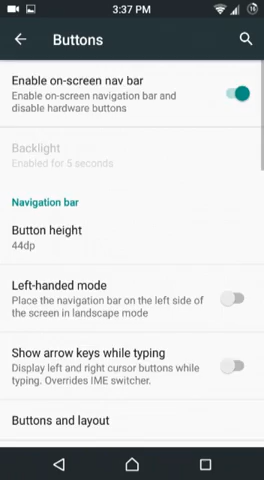 3:37 PM
Buttons
Enable on-screen nav bar
Enable on-screen navigation bar and
disable hardware buttons
Backlight
Enabled for 5 seconds
Navigation bar
Button height
44dp
Left-handed mode
Place the navigation bar on the left side of
the screen in landscape mode
Show arrow keys while typing
Display left and right cursor buttons while
typing. Overrides IME switcher.
Buttons and layout